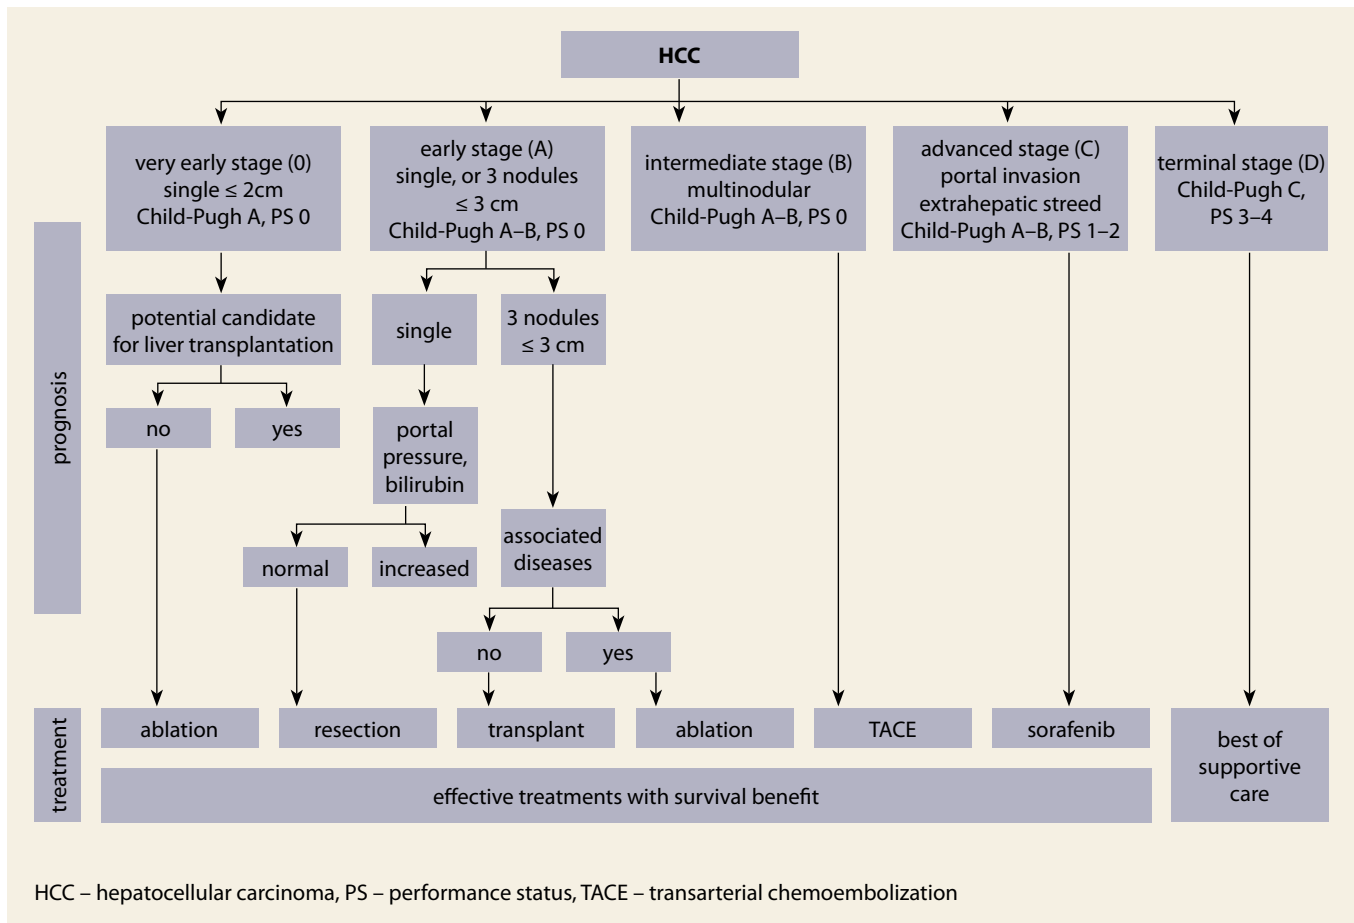 HCC
very early stage (0)
single ≤ 2cm
Child-Pugh A, PS 0
early stage (A)
single, or 3 nodules
≤ 3 cm
Child-Pugh A–B, PS 0
intermediate stage (B)
multinodular
Child-Pugh A–B, PS 0
advanced stage (C)
portal invasion
extrahepatic streed
Child-Pugh A–B, PS 1–2
terminal stage (D)
Child-Pugh C,
PS 3–4
prognosis
potential candidate
for liver transplantation
single
3 nodules
≤ 3 cm
no
yes
portal
pressure,
bilirubin
associated
diseases
normal
increased
no
yes
treatment
ablation
resection
transplant
ablation
TACE
sorafenib
best of
supportive
care
effective treatments with survival benefit
HCC – hepatocellular carcinoma, PS – performance status, TACE – transarterial chemoembolization